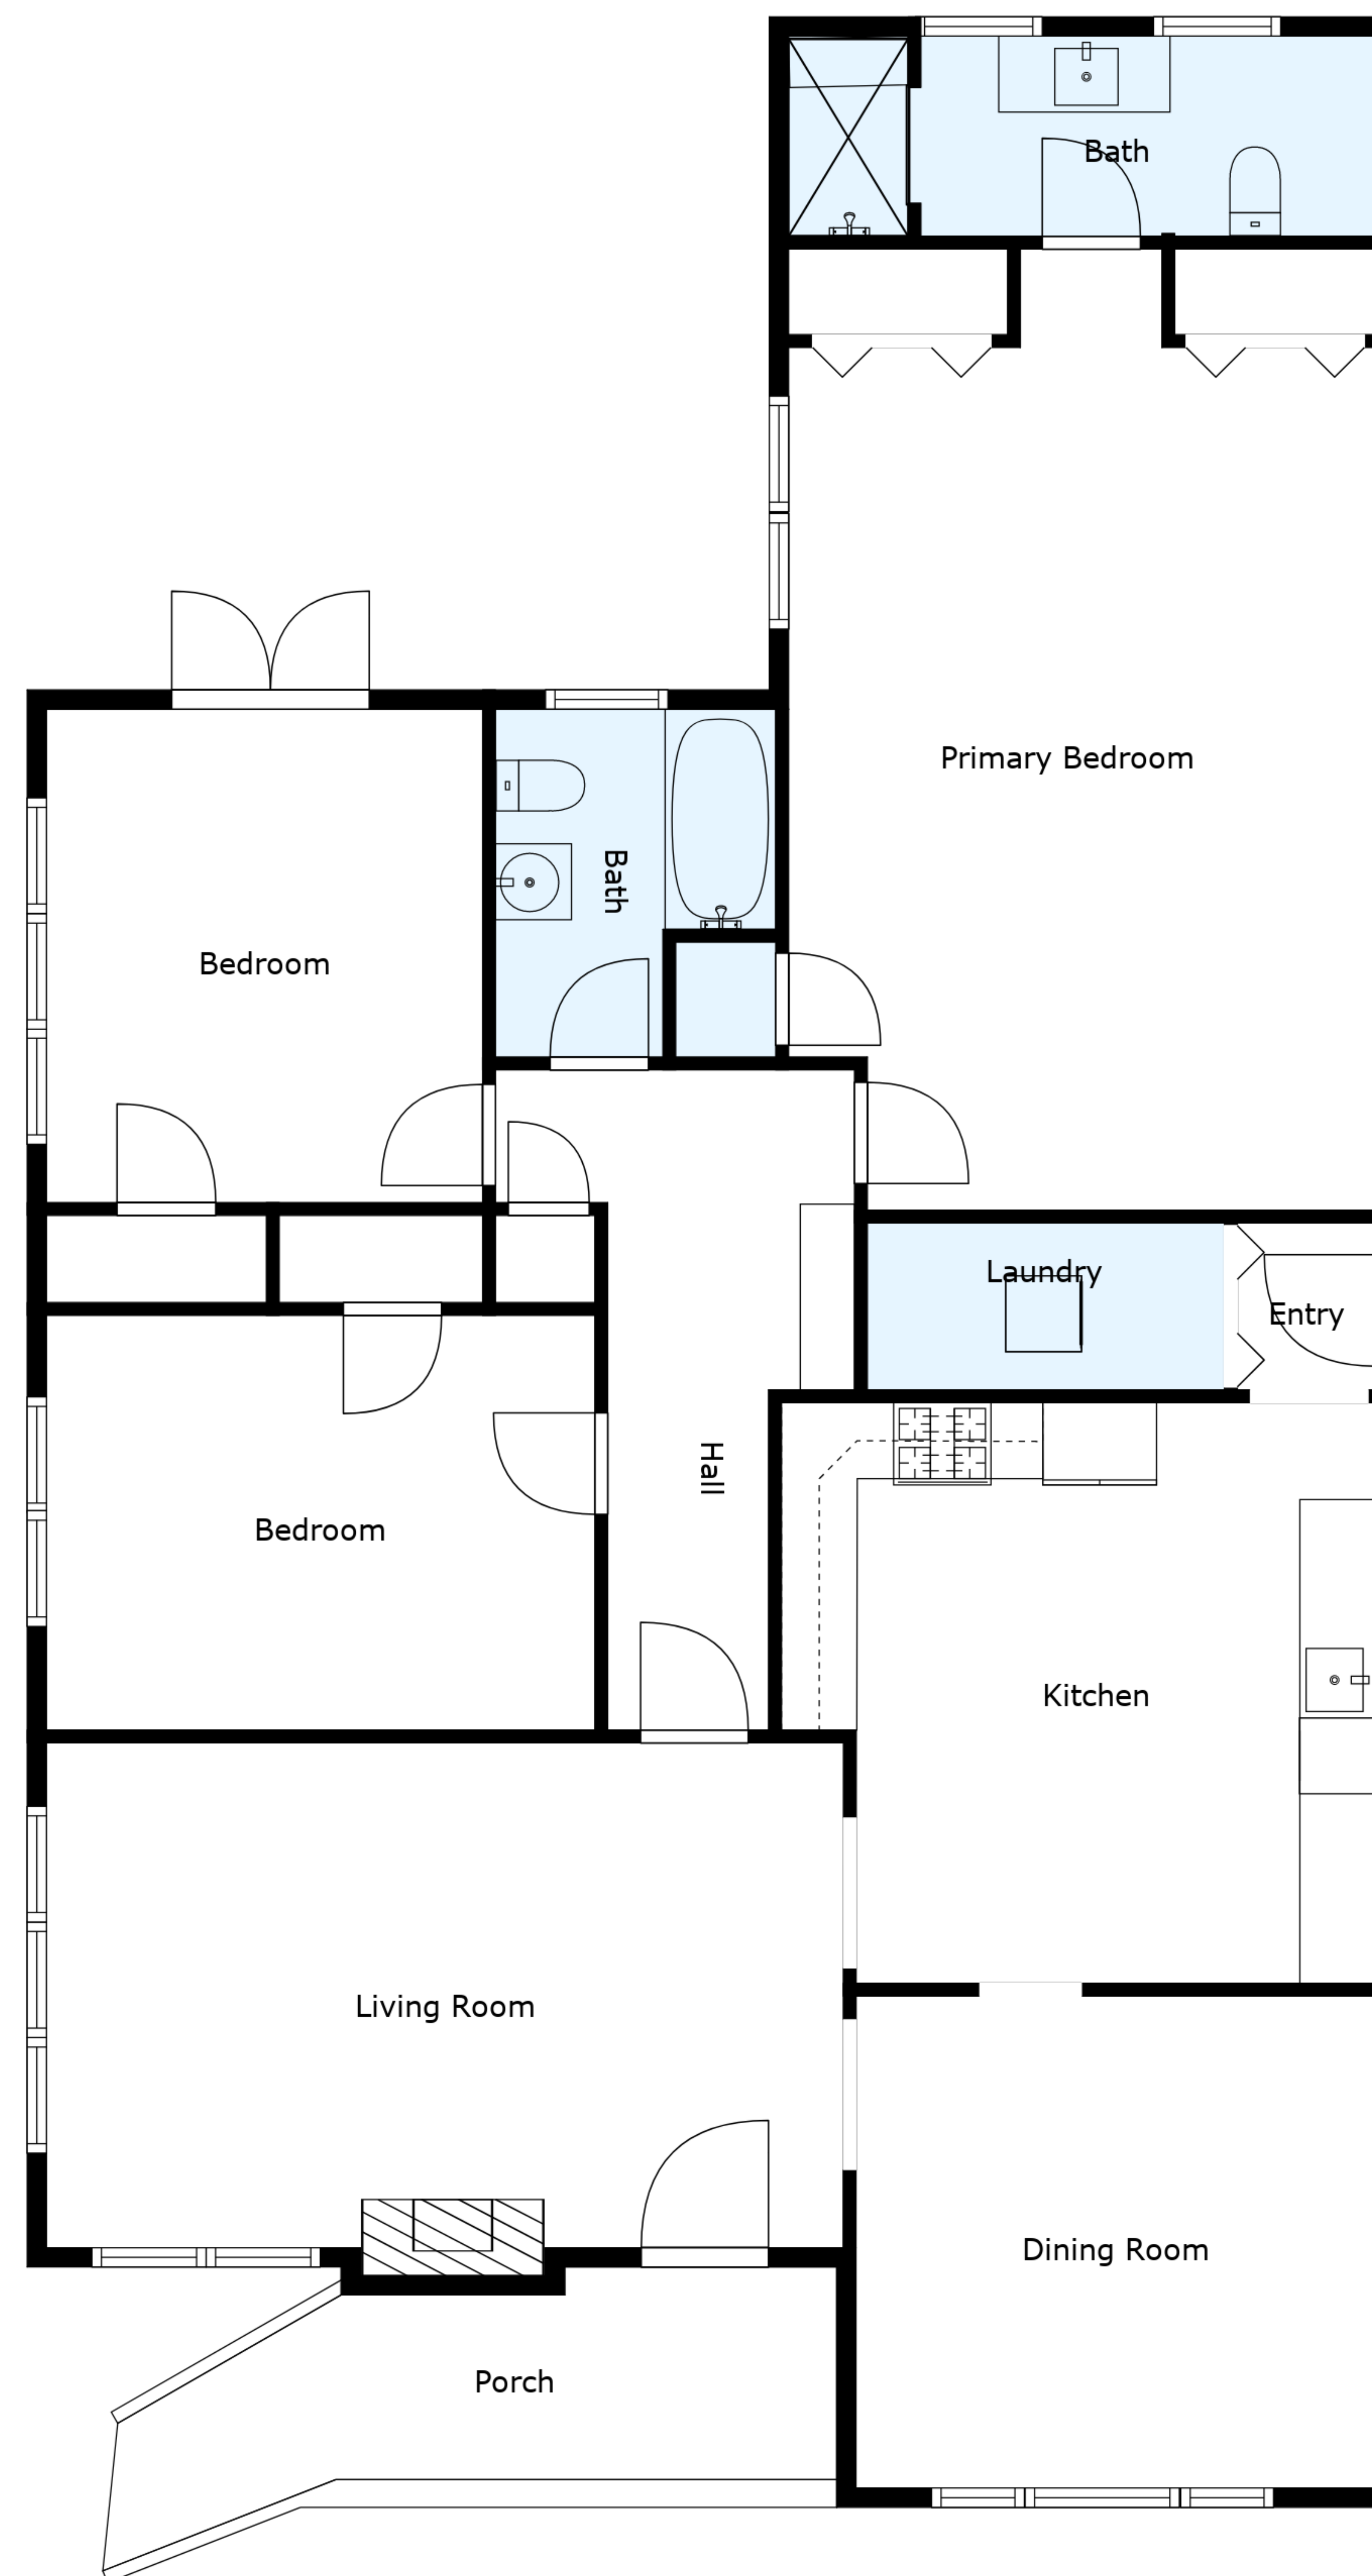 Bath
Primary Bedroom
Bath
Bedroom
Laundry
Entry
Hall
Bedroom
Kitchen
Living Room
Dining Room
Porch